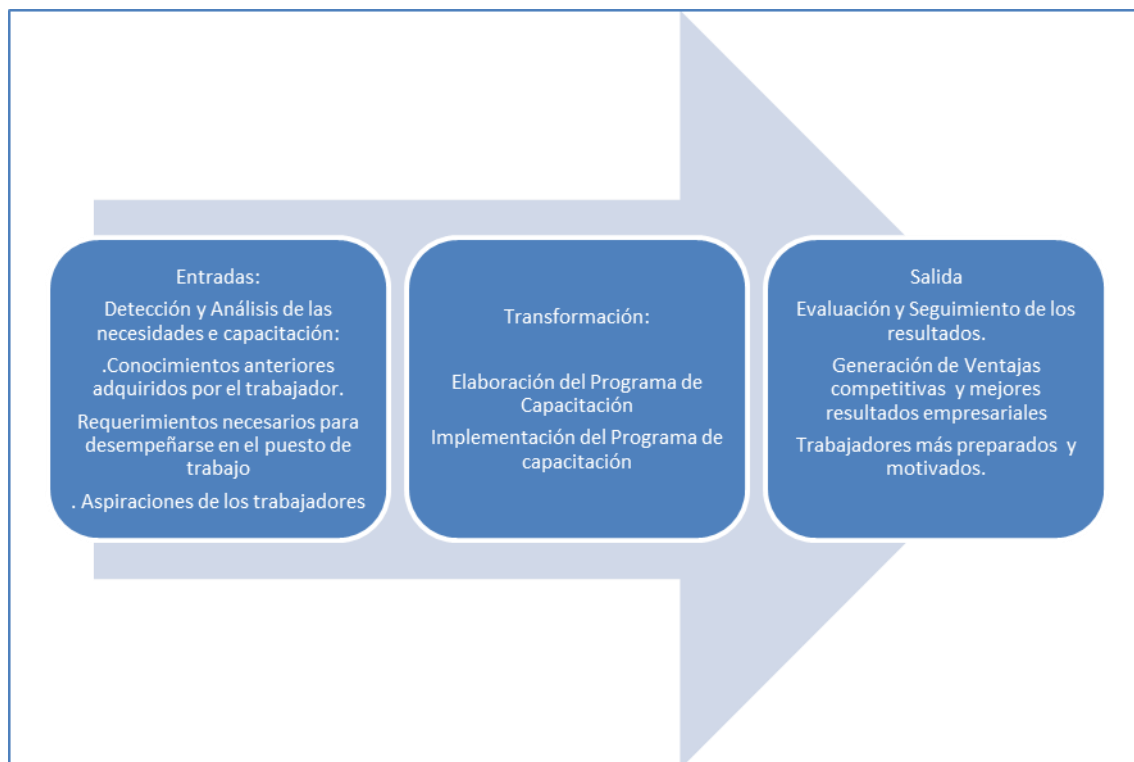 Entradas:
Detección y Análisis de las
necesidades e capacitación:
.Conocimientos anteriores
adquiridos por el trabajador.
Requerimientos necesarios para
desempeñarse en el puesto de
trabajo
. Aspiraciones de los trabajadores
Transformación:
Elaboración del Programa de
Capacitación
Implementación del Programa de
capacitación
Salida
Evaluación y Seguimiento de los
resultados.
Generación de Ventajas
competitivas  y mejores
resultados empresariales
Trabajadores más preparados  y
motivados.